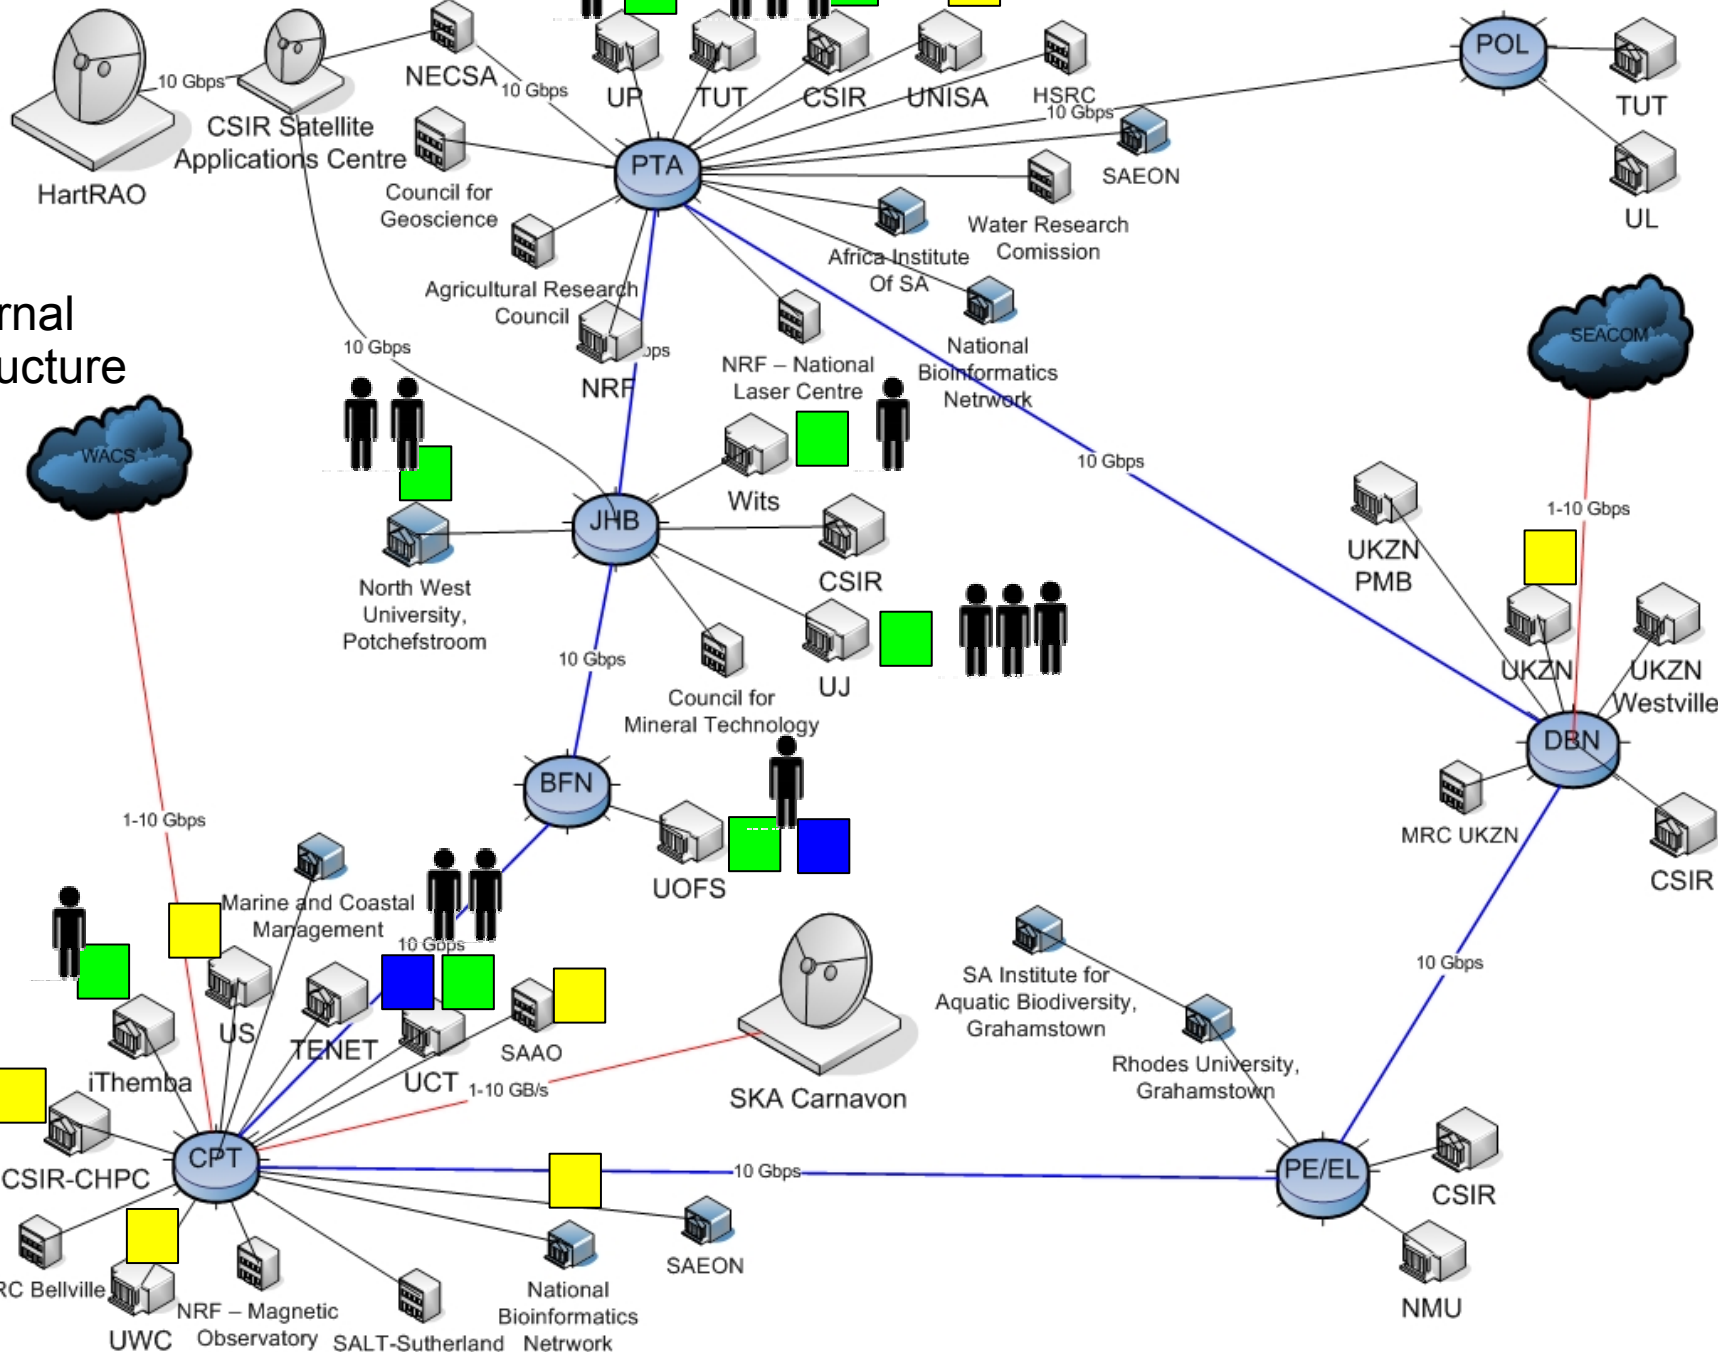 POL
TUT
UL
NECSA
10 Gbps
10 Gbps
UP
TUT
CSIR
UNISA
HSRC
10 Gbps
CSIR Satellite
Applications Centre
HartRAO
PTA
SAEON
Council for
Geoscience
Water Research
Comission
Africa Institute
Of SA
Agricultural Research
Council
rnal
ucture
SEACOM
10 Gbps
bps
NRF
NRF – National
Laser Centre
National
Bioinformatics
Netrwork
WACS
10 Gbps
Wits
JHB
CSIR
1-10 Gbps
UKZN
PMB
North West
University,
Potchefstroom
10 Gbps
UJ
Council for
Mineral Technology
UKZN
UKZN
Westville
DBN
BFN
1-10 Gbps
MRC UKZN
CSIR
UOFS
Marine and Coastal
Management
10 Gbps
10 Gbps
SA Institute for
Aquatic Biodiversity,
Grahamstown
US
TENET
UCT
SAAO
iThemba
1-10 GB/s
SKA Carnavon
Rhodes University,
Grahamstown
CSIR-CHPC
CPT
10 Gbps
PE/EL
CSIR
SAEON
RC Bellville
UWC
NRF – Magnetic
Observatory
SALT-Sutherland
National
Bioinformatics
Netrwork
NMU